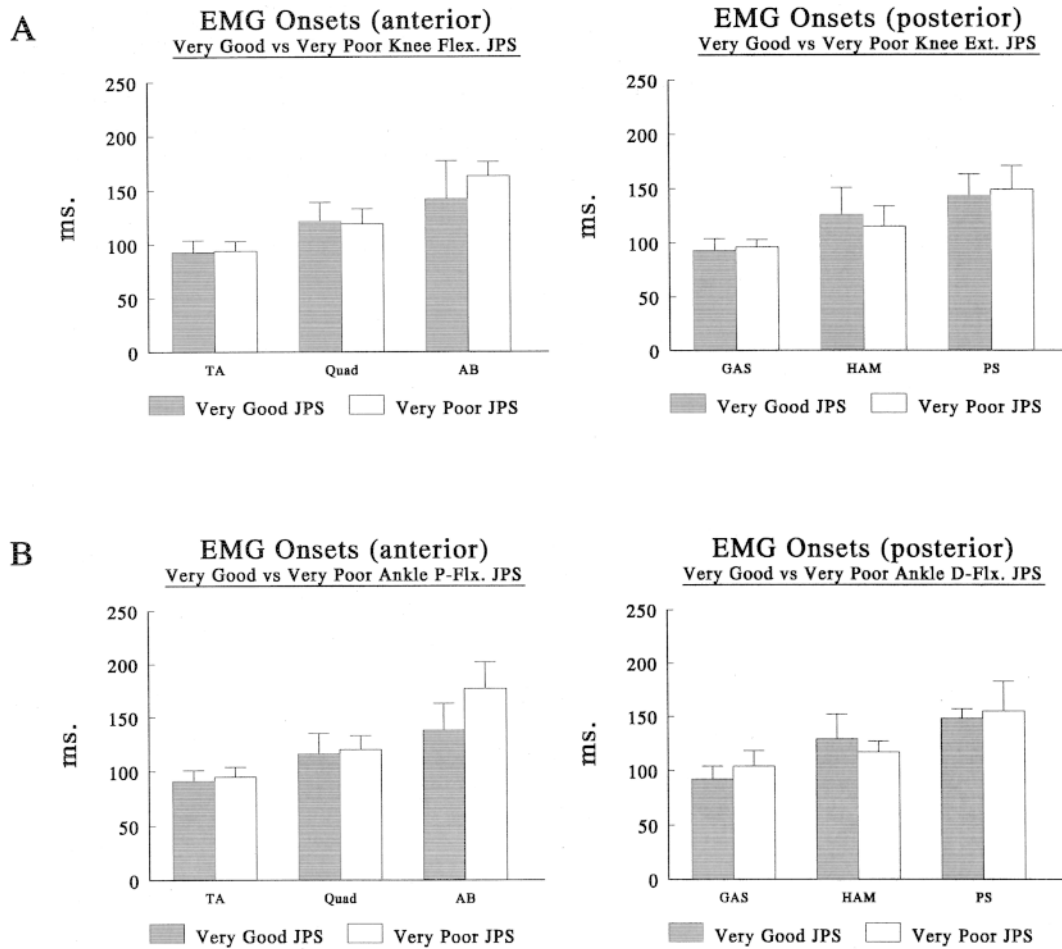 A
EMG Onsets (anterior)
Very Good vs Very Poor Knee Flex. JPS
250
200
150
100
50
0
ms.
TA Quad AB
Very Good JPS Very Poor JPS
EMG Onsets (posterior)
Very Good vs Very Poor Knee Ext. JPS
250
200
150
100
50
0
ms.
GAS HAM PS
Very Good JPS Very Poor JPS
B
EMG Onsets (anterior)
Very Good vs Very Poor Ankle P-Flx. JPS
250
200
150
100
50
0
ms.
TA Quad AB
Very Good JPS Very Poor JPS
EMG Onsets (posterior)
Very Good vs Very Poor Ankle D-Flx. JPS
250
200
150
100
50
0
ms.
GAS HAM PS
Very Good JPS Very Poor JPS